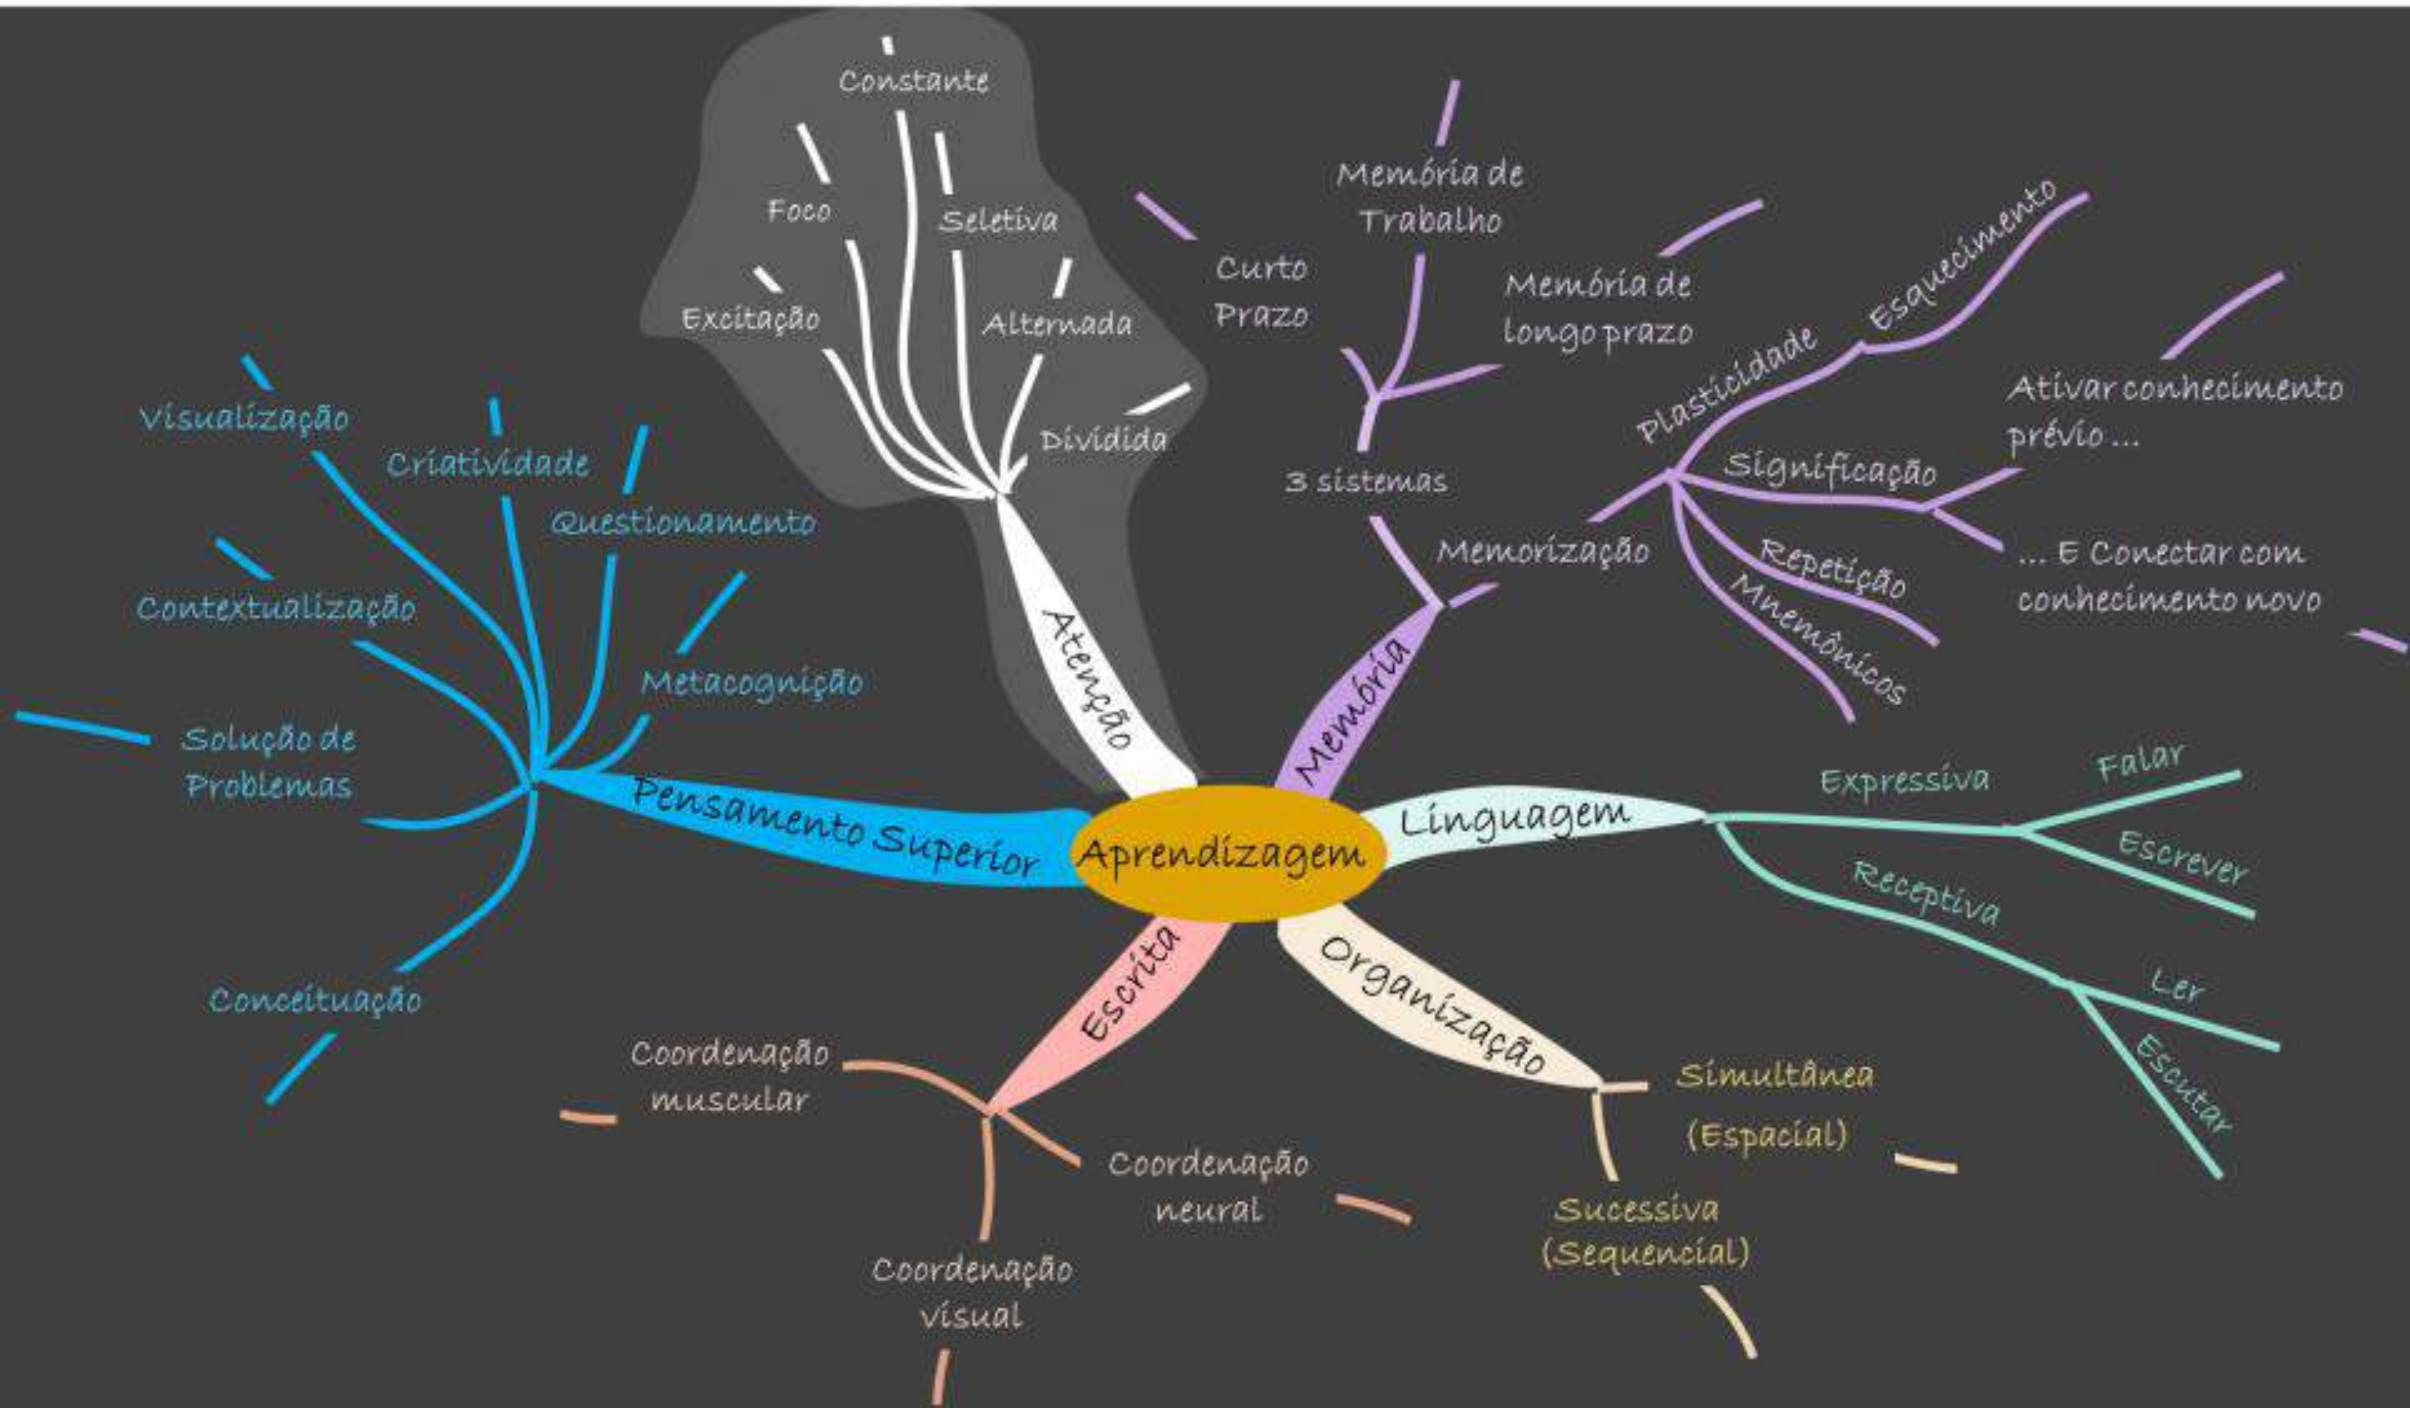 Aprendizagem
Atenção
Excitação
Foco
Constante
Seletiva
Alternada
Dividida
Memória
3 sistemas
Curto
Prazo
Memória de
Trabalho
Memória de
longo prazo
Memorização
Plasticidade
Esquecimento
Significação
Ativar conhecimento
prévio ...
... E Conectar com
conhecimento novo
Repetição
Mnemônicos
Linguagem
Expressiva
Falar
Escrever
Receptiva
Ler
Escutar
Organização
Simultânea
(Espacial)
Sucessiva
(Sequencial)
Escrita
Coordenação
neural
Coordenação
visual
Coordenação
muscular
Pensamento Superior
Conceituação
Solução de
Problemas
Contextualização
Visualização
Criatividade
Questionamento
Metacognição